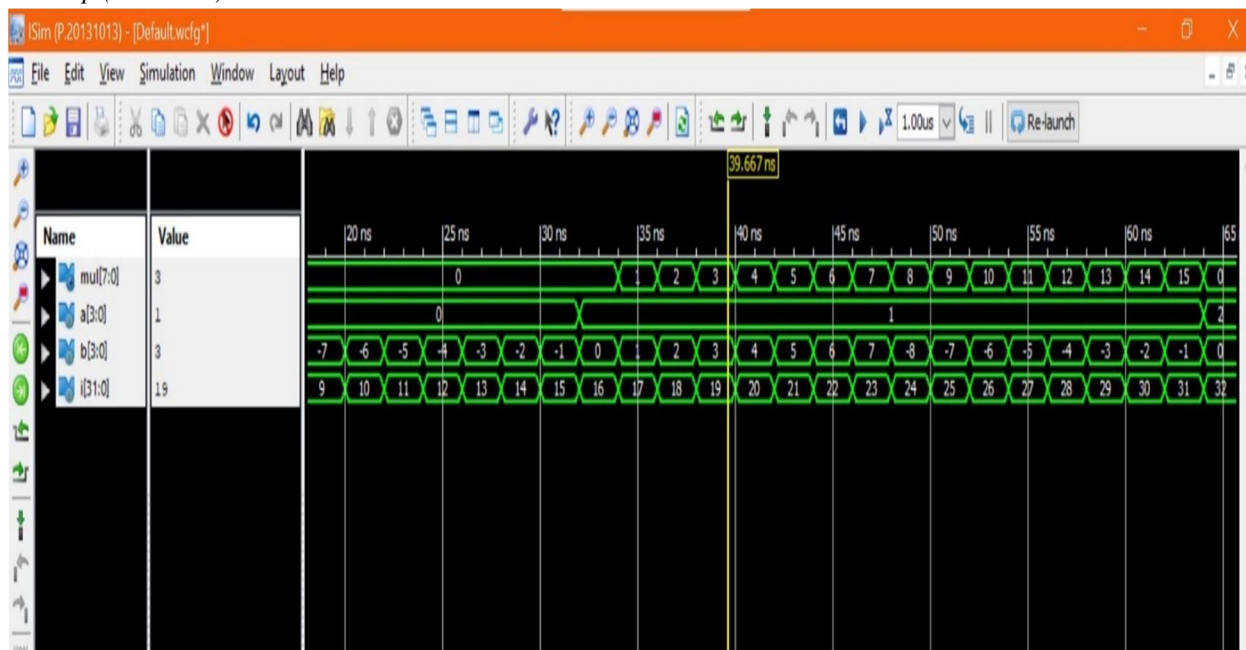 ISim (P.20131013) - [Default.wcfg*]
File Edit View Simulation Window Layout Help
1.00us Re-launch
39.667 ns
Name Value 20 ns 25 ns 30 ns 35 ns 40 ns 45 ns 50 ns 55 ns 60 ns 65
mul[7:0] 3 0 1 2 3 4 5 6 7 8 9 10 11 12 13 14 15 0
a[3:0] 1 0 1 2
b[3:0] 3 -7 -6 -5 -4 -3 -2 -1 0 1 2 3 4 5 6 7 -8 -7 -6 -5 -4 -3 -2 -1 0
i[31:0] 19 9 10 11 12 13 14 15 16 17 18 19 20 21 22 23 24 25 26 27 28 29 30 31 32